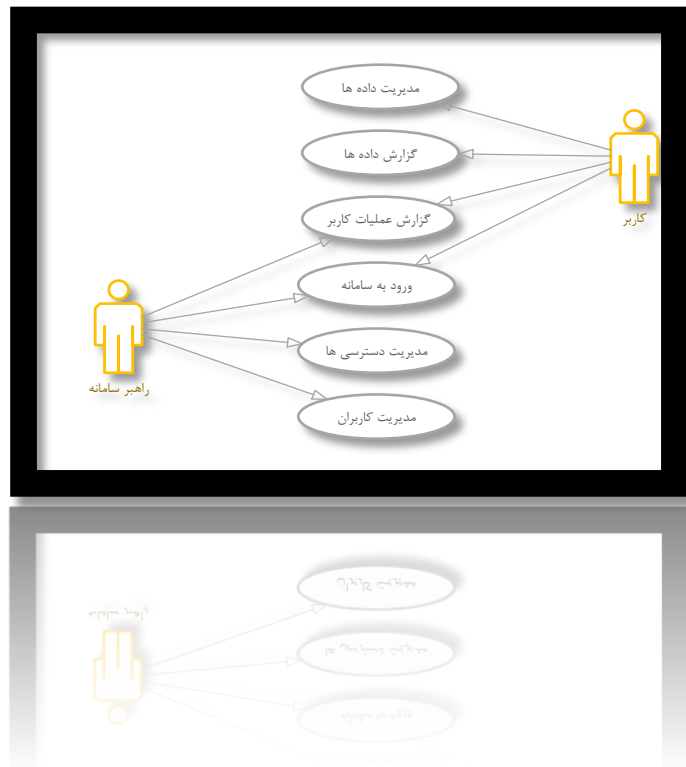 مدیریت داده ها
گزارش داده ها
کاربر
گزارش عملیات کاربر
ورود به سامانه
مدیریت دسترسی ها
راهبر سامانه
مدیریت کاربران